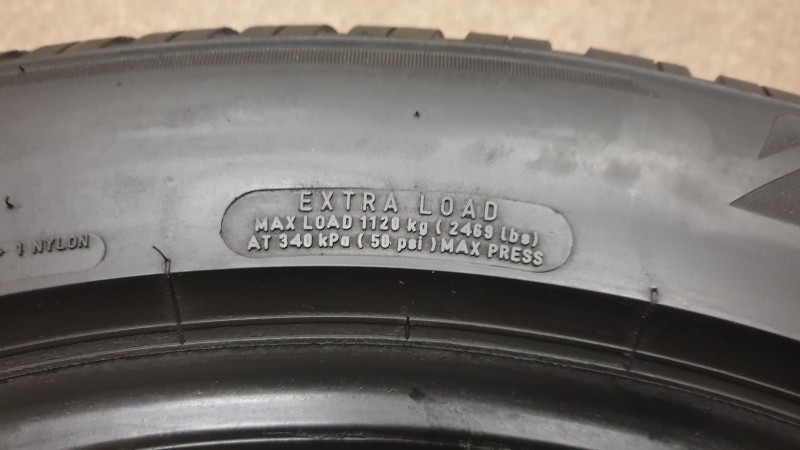 EXTRA LOAD
MAX LOAD 1120 kg ( 2469 lbs)
AT 340 kPa ( 50 psi ) MAX PRESS
+ 1 NYLON